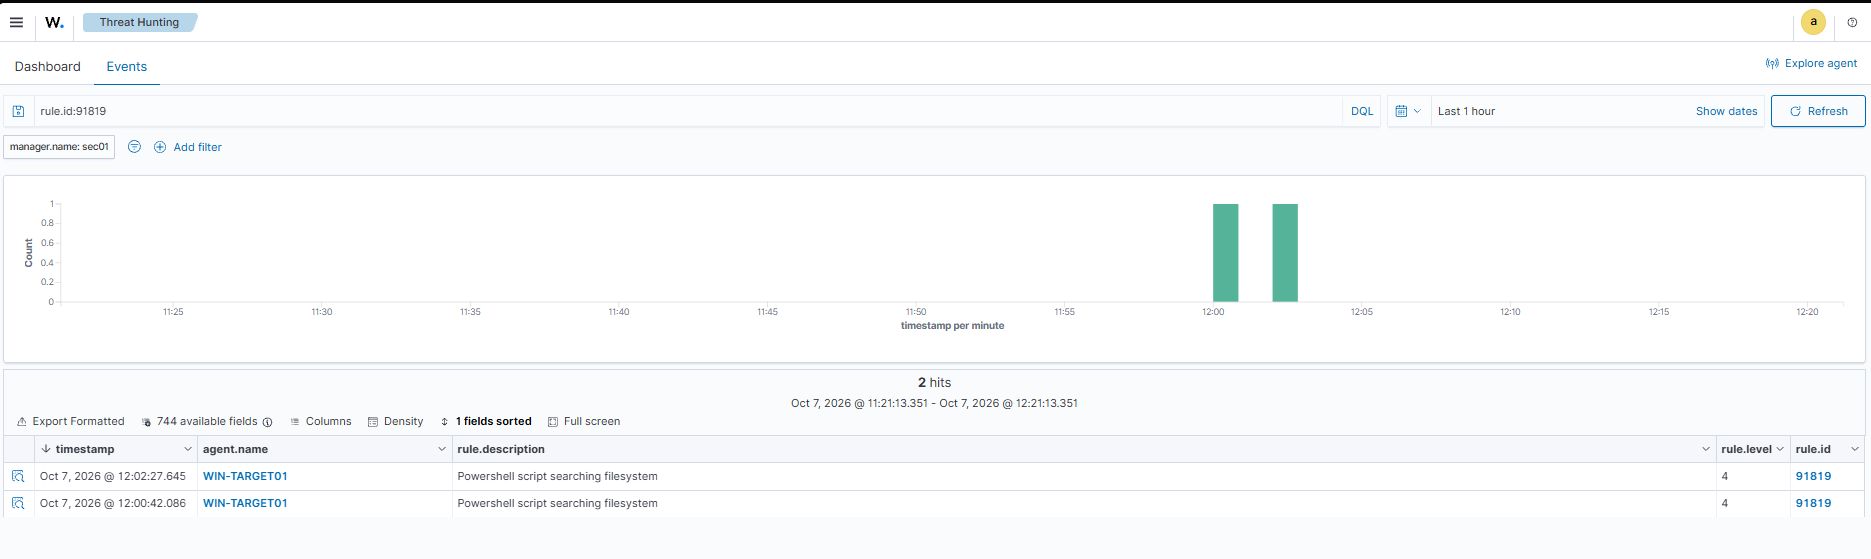 W. Threat Hunting a
Dashboard Events Explore agent
rule.id:91819 DQL Last 1 hour Show dates Refresh
manager.name: sec01 Add filter
1
0.8
0.6
0.4
0.2
0
Count
11:25 11:30 11:35 11:40 11:45 11:50 11:55 12:00 12:05 12:10 12:15 12:20
timestamp per minute
2 hits
Oct 7, 2026 @ 11:21:13.351 - Oct 7, 2026 @ 12:21:13.351
Export Formatted 744 available fields Columns Density 1 fields sorted Full screen
timestamp agent.name rule.description rule.level rule.id
Oct 7, 2026 @ 12:02:27.645 WIN-TARGET01 Powershell script searching filesystem 4 91819
Oct 7, 2026 @ 12:00:42.086 WIN-TARGET01 Powershell script searching filesystem 4 91819